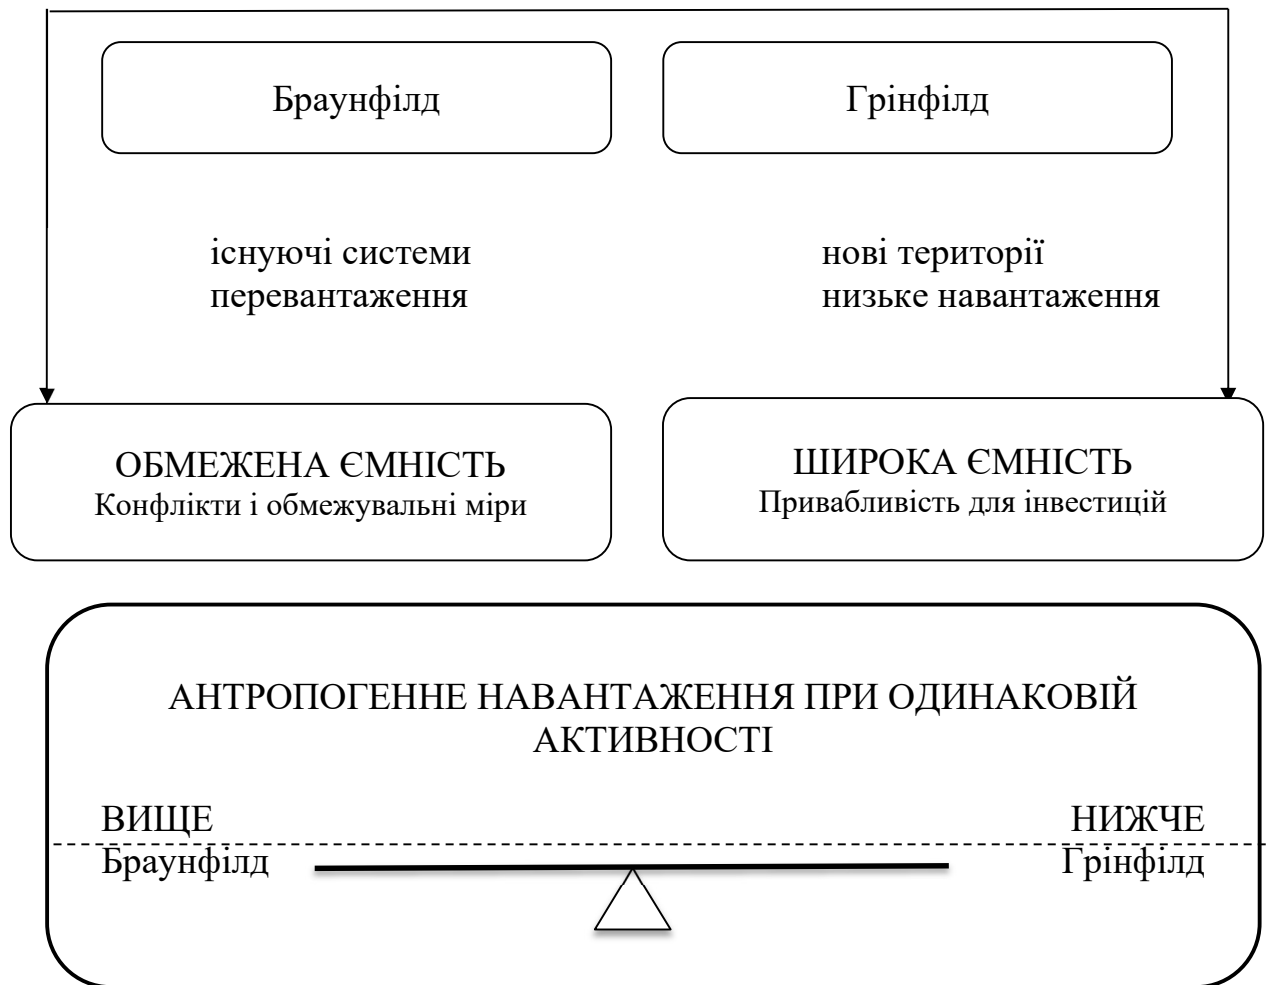 Браунфілд
Грінфілд
існуючі системи
перевантаження
нові території
низьке навантаження
ОБМЕЖЕНА ЄМНІСТЬ
Конфлікти і обмежувальні міри
ШИРОКА ЄМНІСТЬ
Привабливість для інвестицій
АНТРОПОГЕННЕ НАВАНТАЖЕННЯ ПРИ ОДИНАКОВІЙ
АКТИВНОСТІ
ВИЩЕ
Браунфілд
НИЖЧЕ
Грінфілд